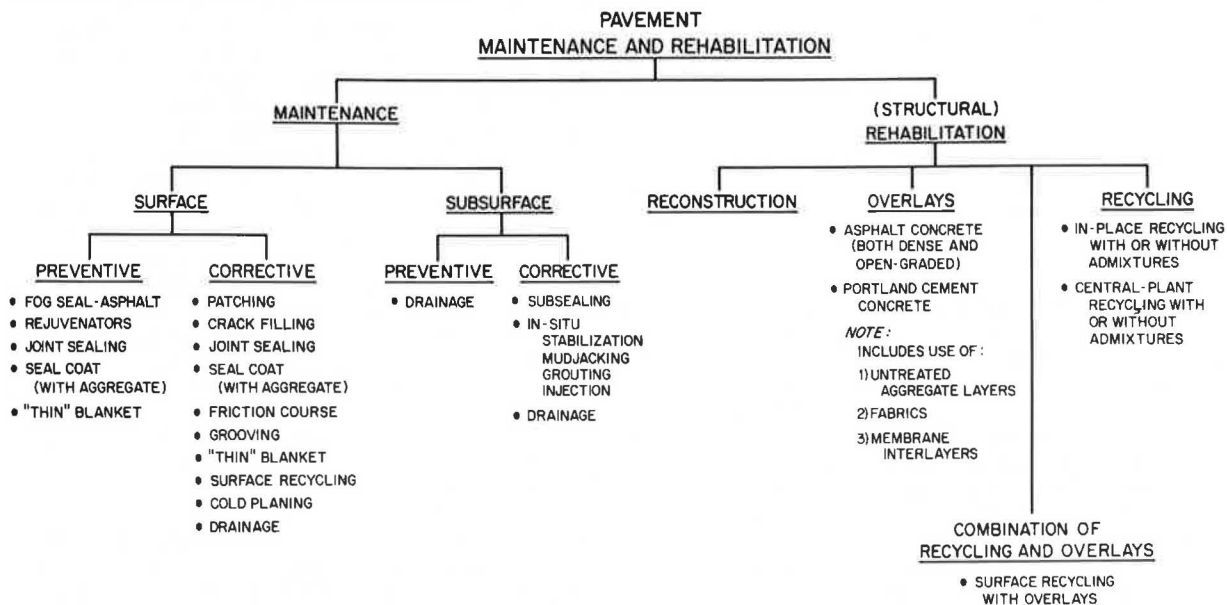 PAVEMENT
MAINTENANCE AND REHABILITATION
MAINTENANCE
(STRUCTURAL)
REHABILITATION
SURFACE
SUBSURFACE
PREVENTIVE
• FOG SEAL-ASPHALT
• REJUVENATORS
• JOINT SEALING
• SEAL COAT
(WITH AGGREGATE)
• "THIN" BLANKET
CORRECTIVE
• PATCHING
• CRACK FILLING
• JOINT SEALING
• SEAL COAT
(WITH AGGREGATE)
• FRICTION COURSE
• GROOVING
• "THIN" BLANKET
• SURFACE RECYCLING
• COLD PLANING
• DRAINAGE
PREVENTIVE
• DRAINAGE
CORRECTIVE
• SUBSEALING
• IN-SITU
STABILIZATION
MUDJACKING
GROUTING
INJECTION
• DRAINAGE
RECONSTRUCTION
OVERLAYS
• ASPHALT CONCRETE
(BOTH DENSE AND
OPEN-GRADED)
• PORTLAND CEMENT
CONCRETE
NOTE:
INCLUDES USE OF:
1) UNTREATED
AGGREGATE LAYERS
2) FABRICS
3) MEMBRANE
INTERLAYERS
RECYCLING
• IN-PLACE RECYCLING
WITH OR WITHOUT
ADMIXTURES
• CENTRAL-PLANT
RECYCLING WITH
OR WITHOUT
ADMIXTURES
COMBINATION OF
RECYCLING AND OVERLAYS
• SURFACE RECYCLING
WITH OVERLAYS